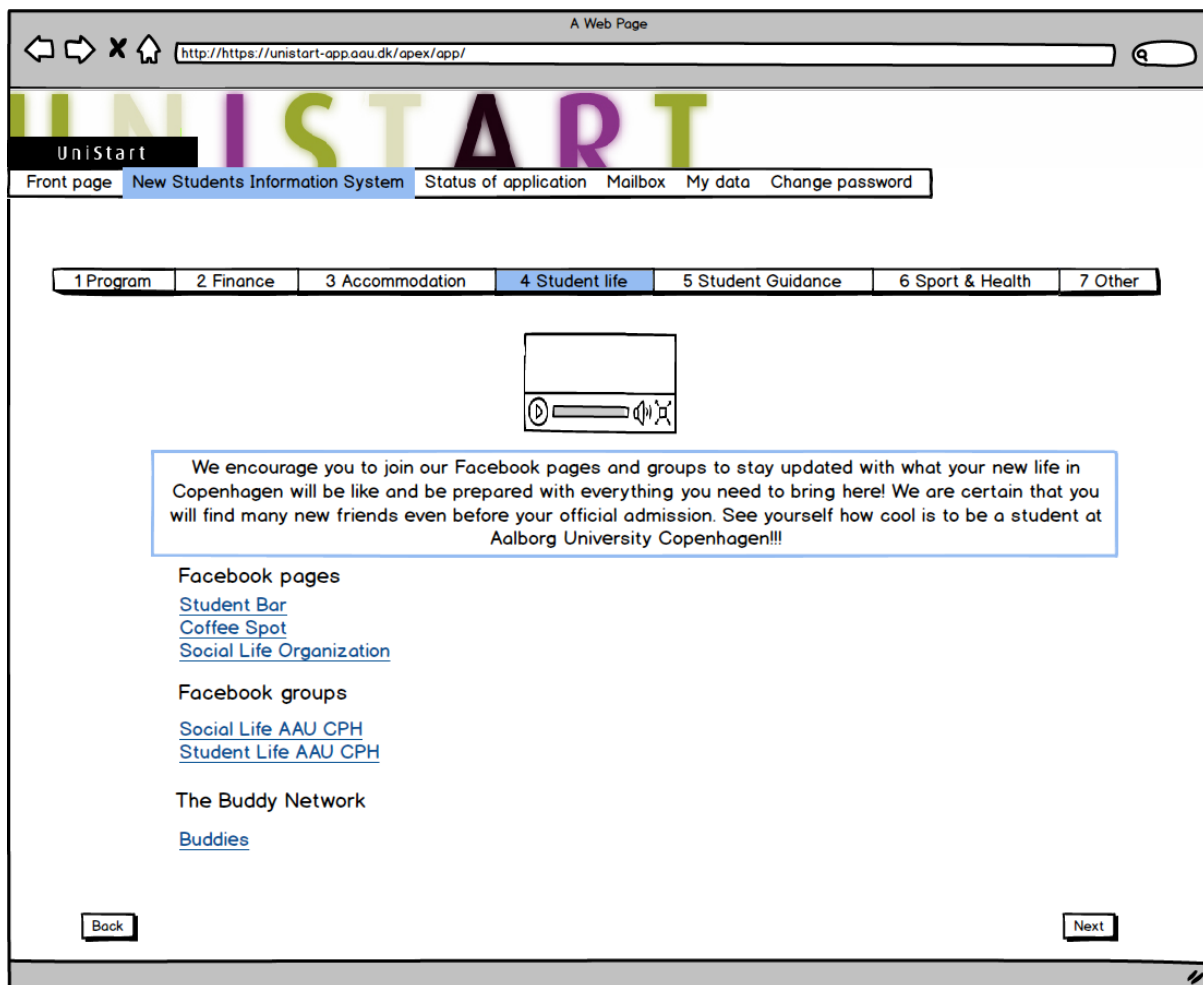 A Web Page
http://https://unistart-app.aau.dk/apex/app/
UNISTART
UniStart
Front page New Students Information System Status of application Mailbox My data Change password
1 Program 2 Finance 3 Accommodation 4 Student life 5 Student Guidance 6 Sport & Health 7 Other
We encourage you to join our Facebook pages and groups to stay updated with what your new life in
Copenhagen will be like and be prepared with everything you need to bring here! We are certain that you
will find many new friends even before your official admission. See yourself how cool is to be a student at
Aalborg University Copenhagen!!!
Facebook pages
Student Bar
Coffee Spot
Social Life Organization
Facebook groups
Social Life AAU CPH
Student Life AAU CPH
The Buddy Network
Buddies
Back Next